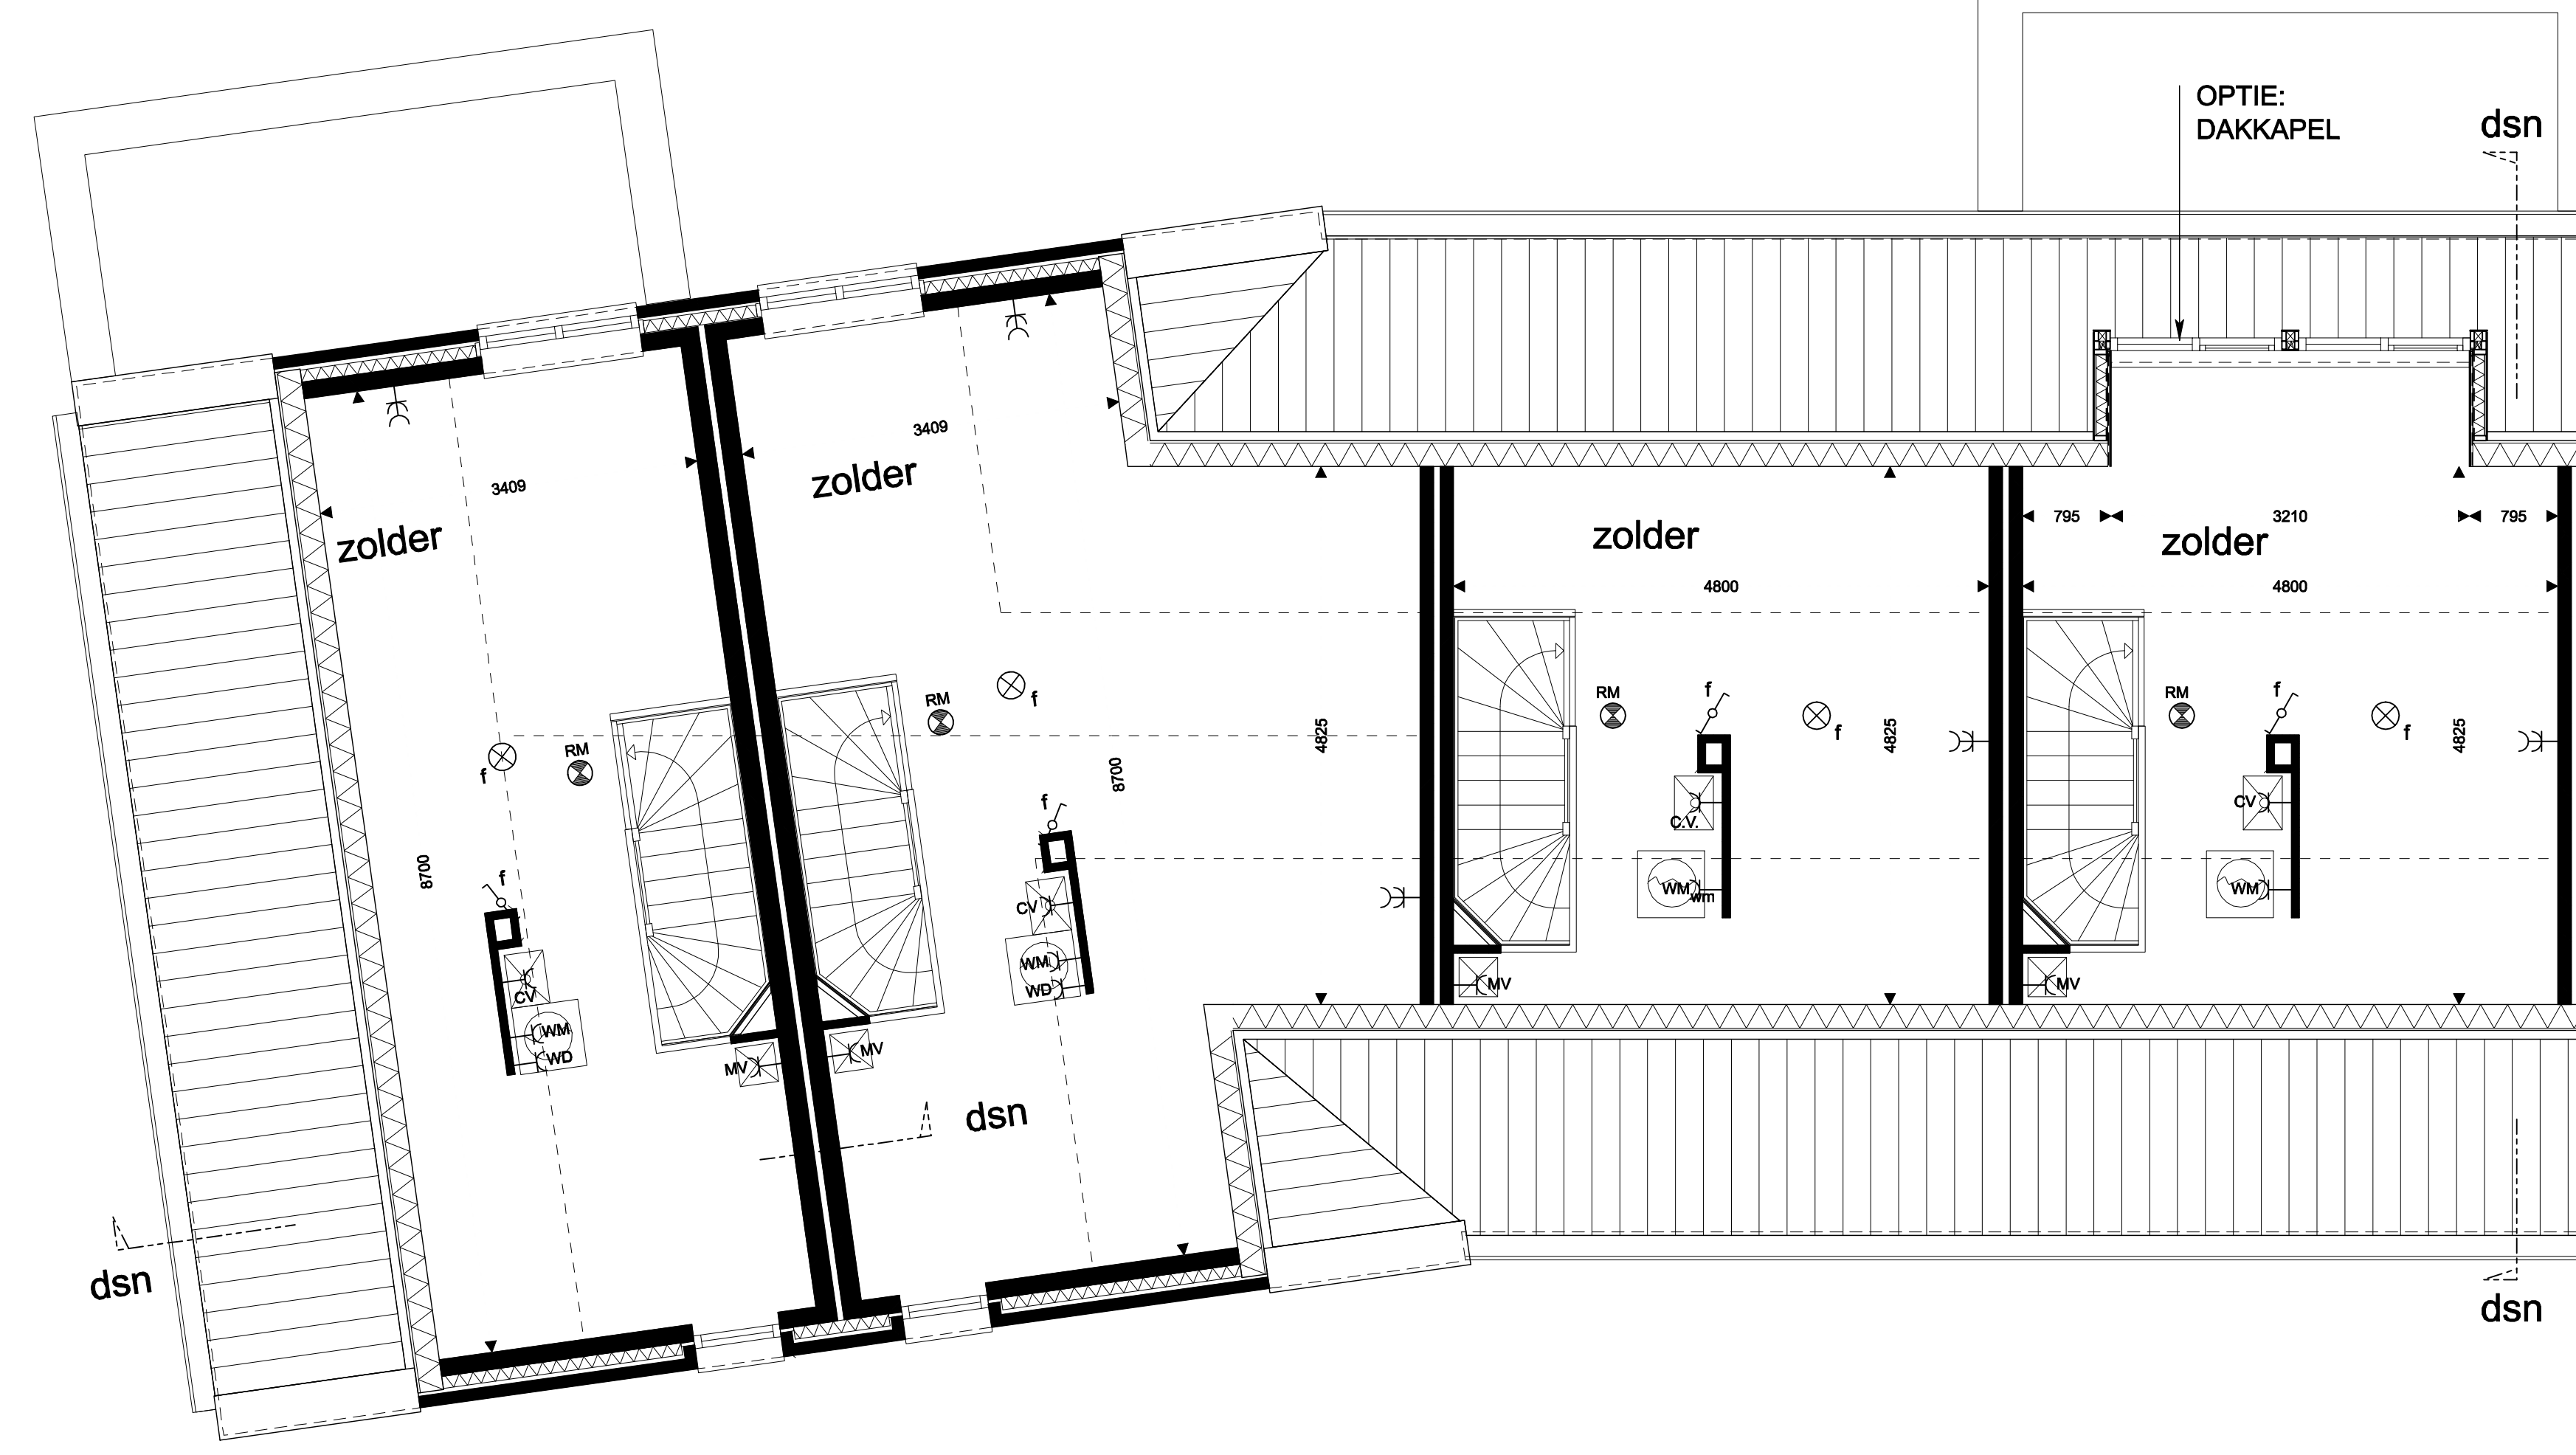 OPTIE:
DAKKAPEL
dsn
3409
zolder
3409
zolder
zolder
4800
795
3210
795
zolder
4800
RM
f
8700
f
CV
WM
WD
MV
RM
f
4825
8700
f
CV
WM
WD
MV
dsn
RM
f
f
4825
C.V.
WM
wm
MV
RM
f
f
4825
CV
WM
MV
dsn
dsn